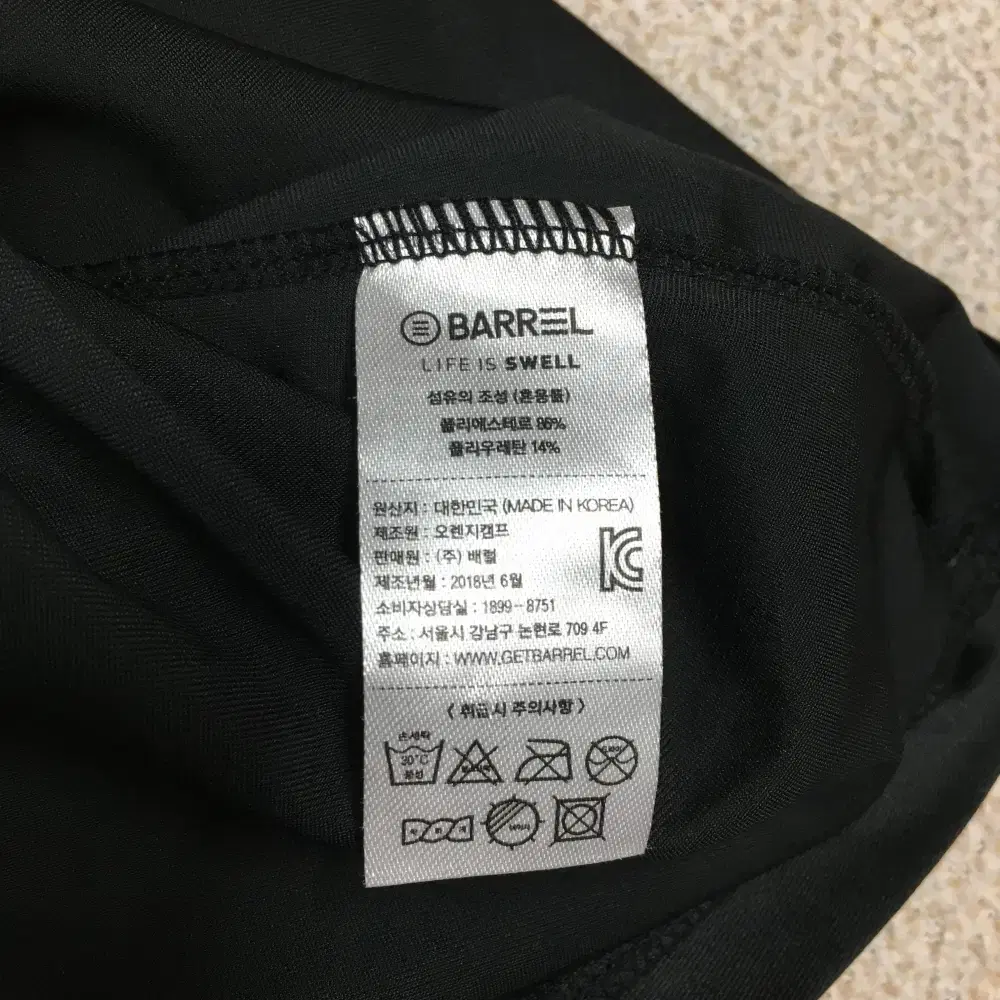 BARREL
LIFE IS SWELL
섬유의 조성 (혼용률)
폴리에스테르 86%
폴리우레탄 14%
원산지 : 대한민국 (MADE IN KOREA)
제조원 : 오렌지캠프
판매원 : (주) 배럴
제조년월 : 2018년 6월
소비자상담실 : 1899-8751
주소 : 서울시 강남구 논현로 709 4F
홈페이지 : WWW.GETBARREL.COM
KC
〈 취급시 주의사항 〉
손세탁
30°C
중성